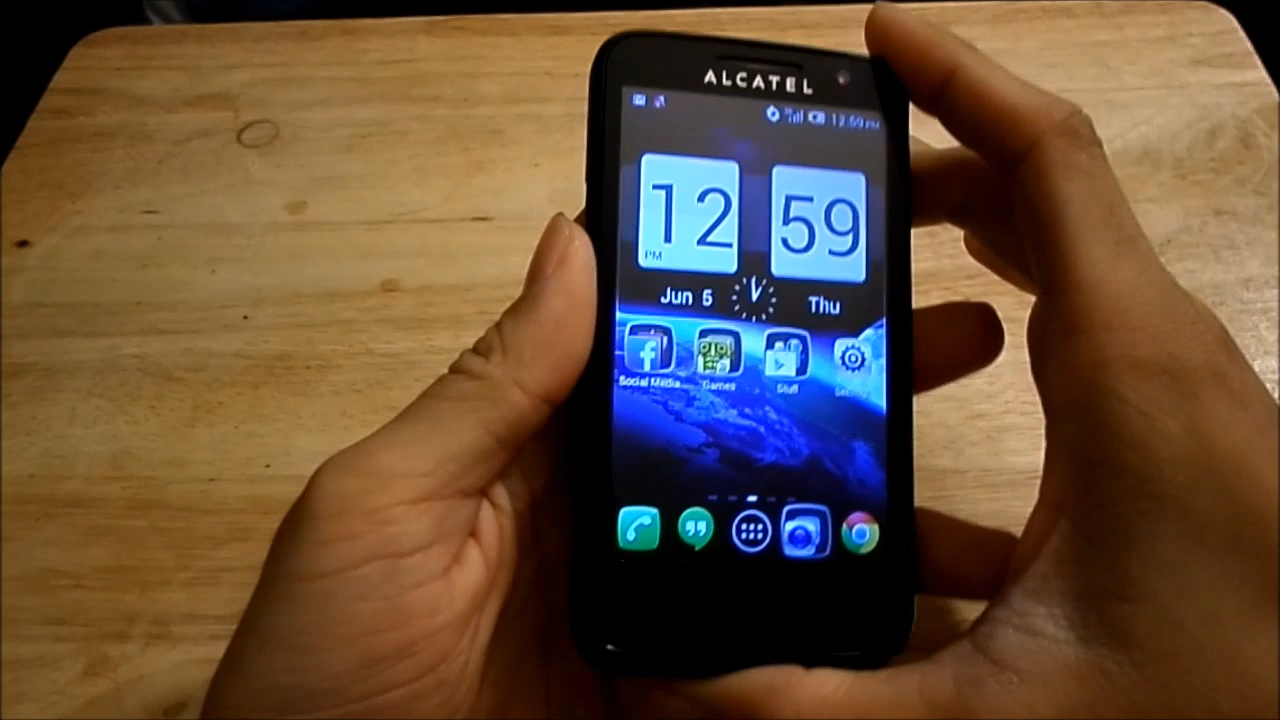 ALCATEL
12:59 PM
12 59
PM
Jun 5 Thu
Social Media Games Stuff